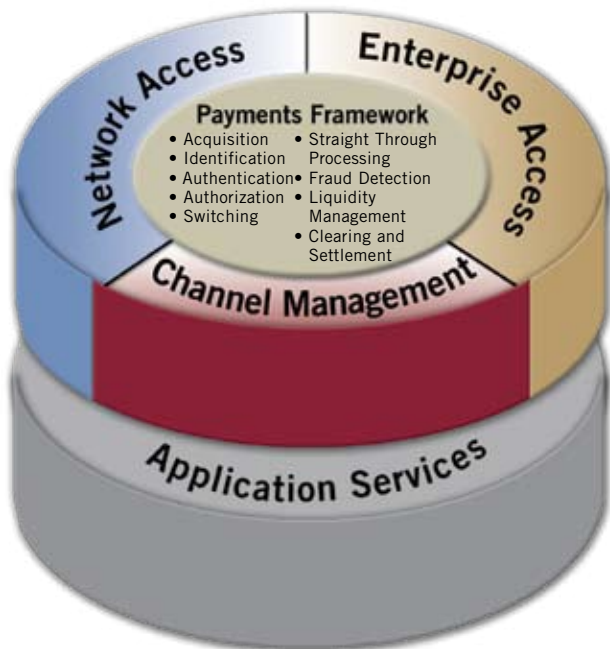 Network Access
Enterprise Access
Payments Framework
• Acquisition
• Identification
• Authentication
• Authorization
• Switching
• Straight Through
Processing
• Fraud Detection
• Liquidity
Management
• Clearing and
Settlement
Channel Management
Application Services